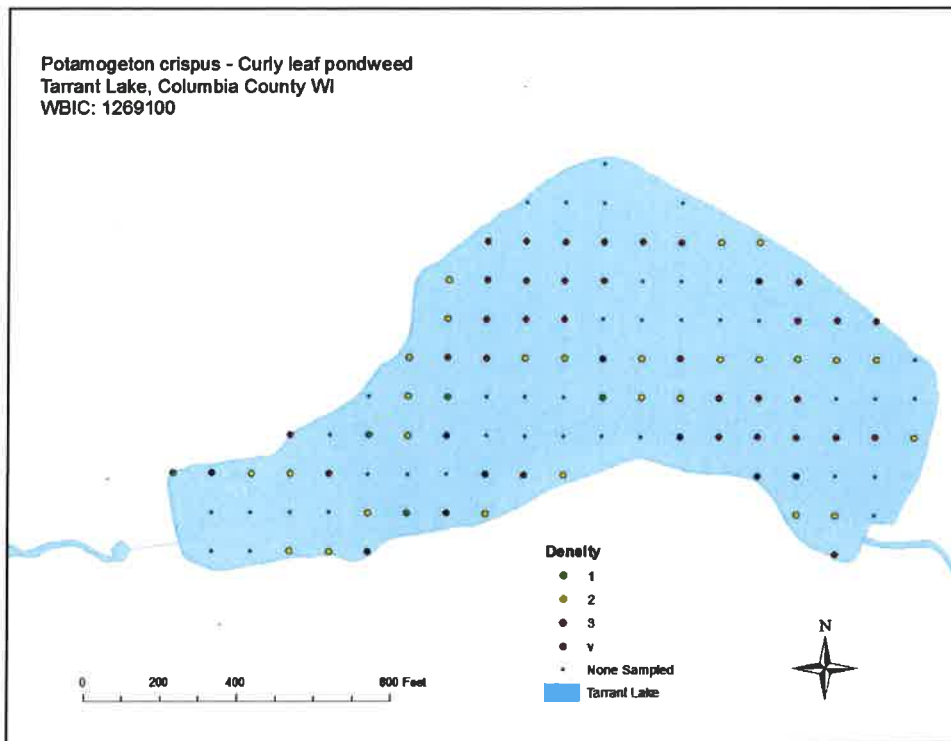 Potamogeton crispus - Curly leaf pondweed
Tarrant Lake, Columbia County WI
WBIC: 1269100
Density
1
2
3
v
None Sampled
Tarrant Lake
N
0 200 400 800 Feet